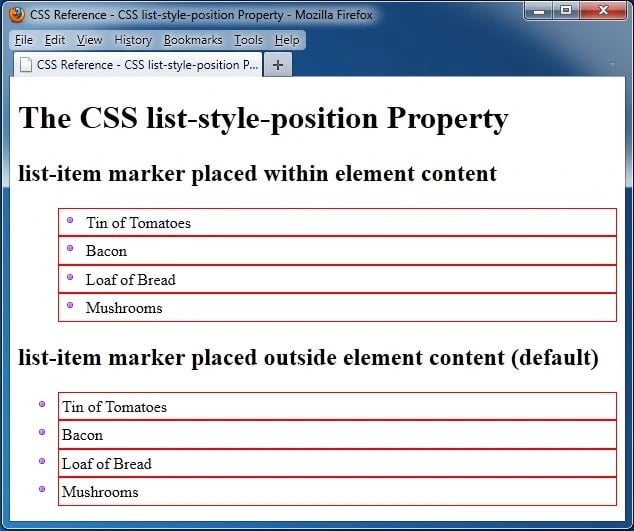 CSS Reference - CSS list-style-position Property - Mozilla Firefox
File Edit View History Bookmarks Tools Help
CSS Reference - CSS list-style-position P...
The CSS list-style-position Property
list-item marker placed within element content
Tin of Tomatoes
Bacon
Loaf of Bread
Mushrooms
list-item marker placed outside element content (default)
Tin of Tomatoes
Bacon
Loaf of Bread
Mushrooms